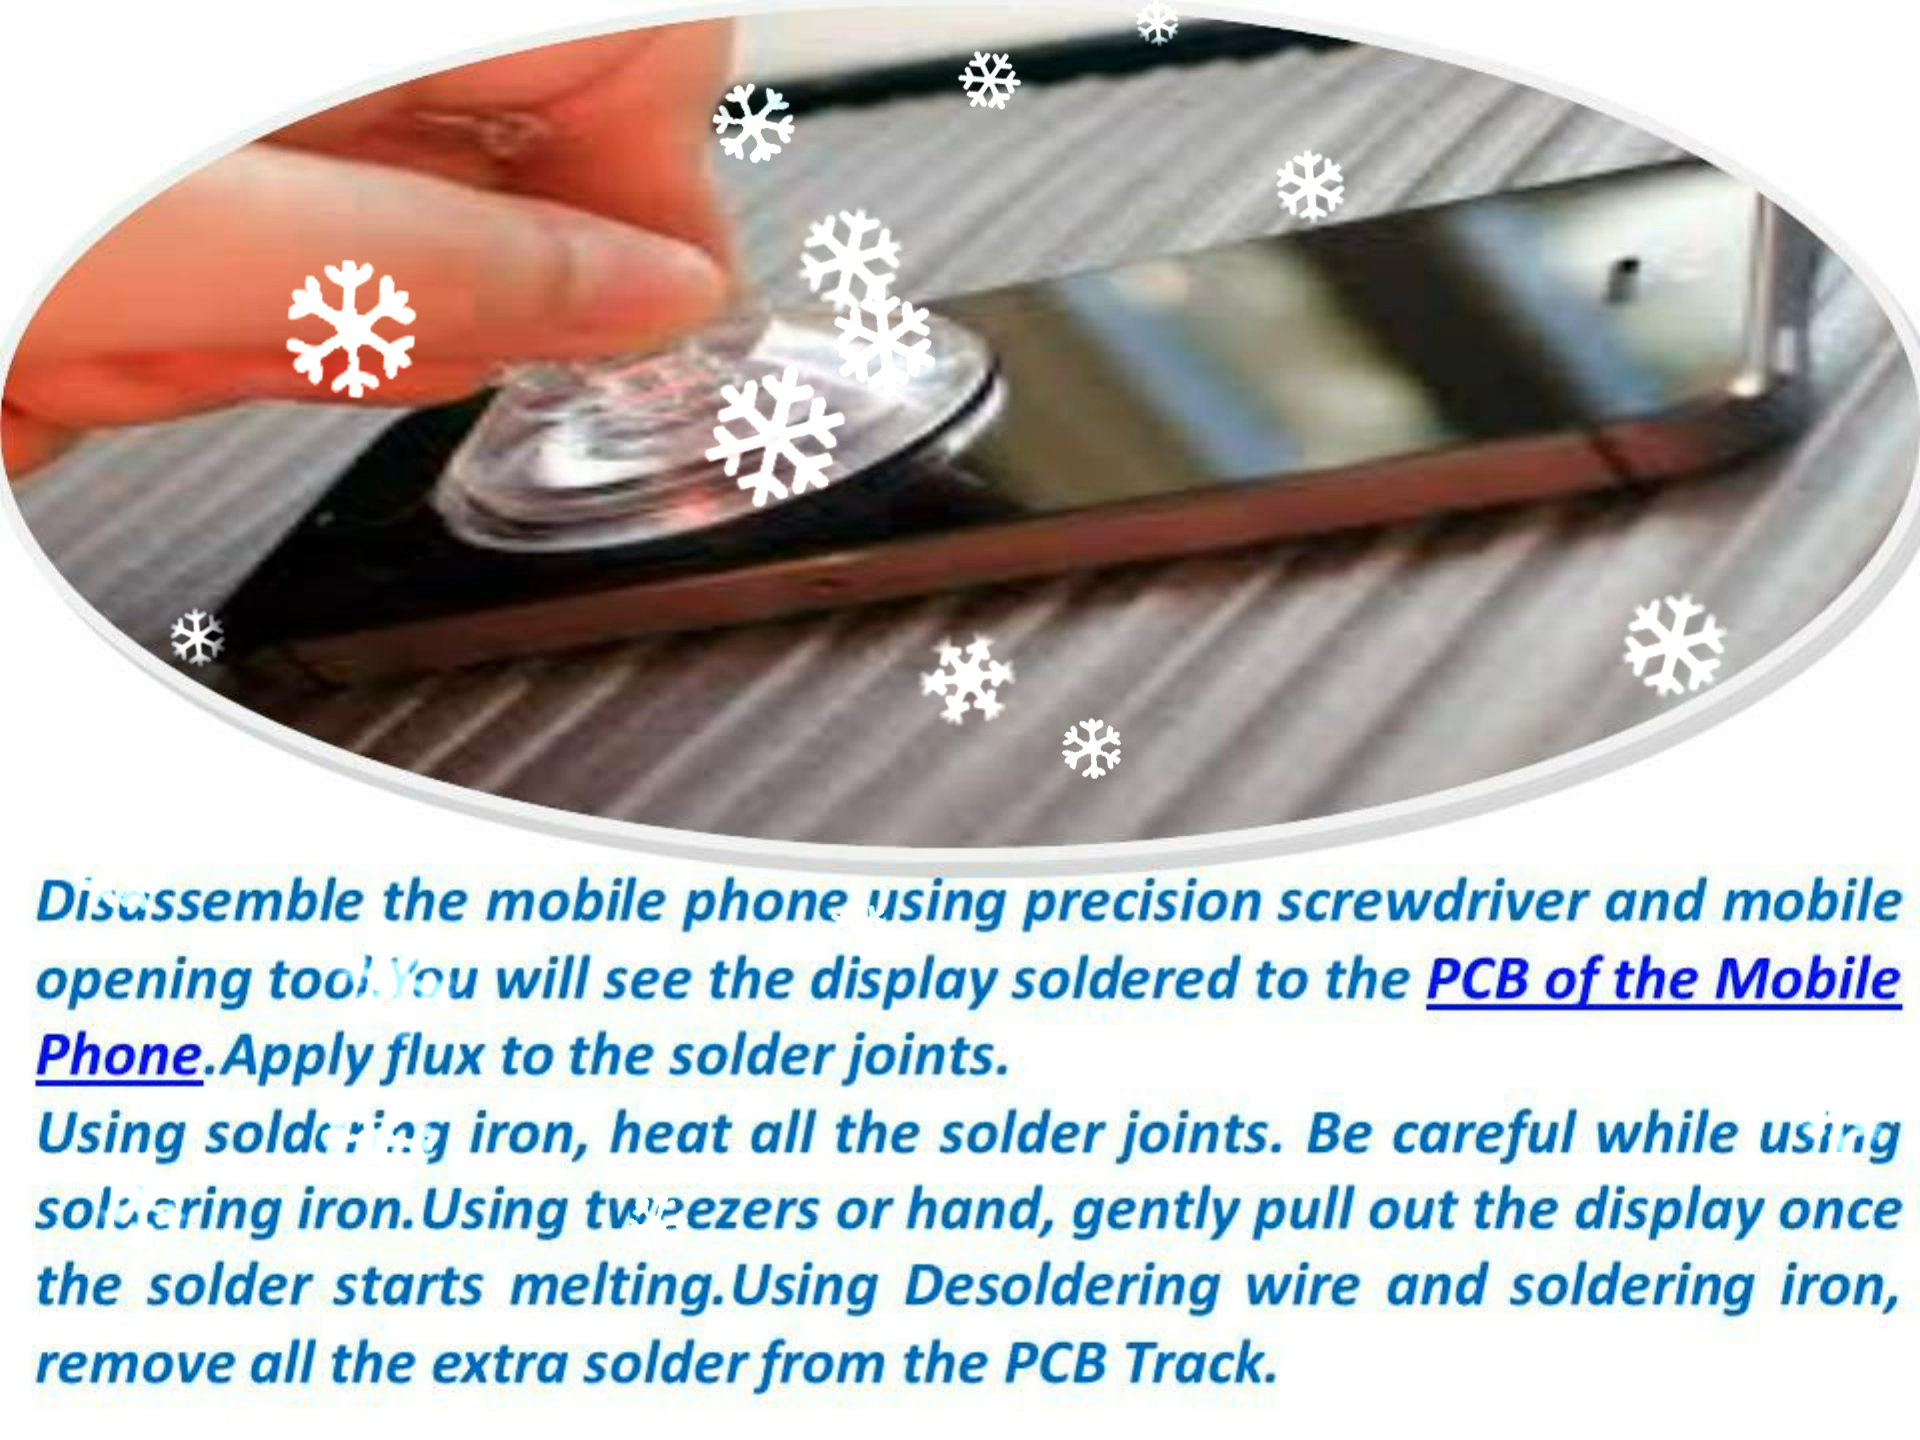 Disassemble the mobile phone using precision screwdriver and mobile
opening tool.You will see the display soldered to the PCB of the Mobile
Phone.Apply flux to the solder joints.
Using soldering iron, heat all the solder joints. Be careful while using
soldering iron.Using tweezers or hand, gently pull out the display once
the solder starts melting.Using Desoldering wire and soldering iron,
remove all the extra solder from the PCB Track.